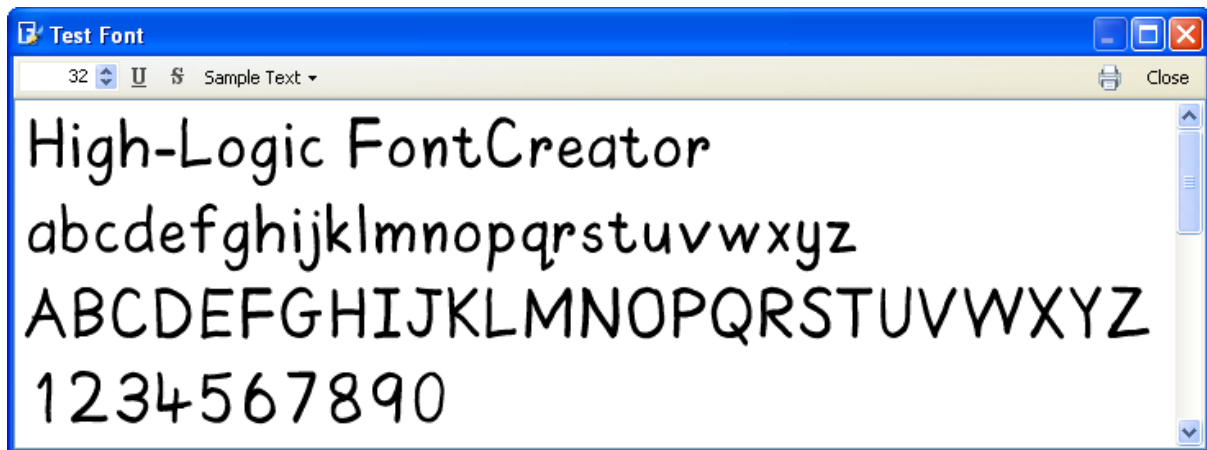 Test Font
32 U S Sample Text Close
High-Logic FontCreator
abcdefghijklmnopqrstuvwxyz
ABCDEFGHIJKLMNOPQRSTUVWXYZ
1234567890